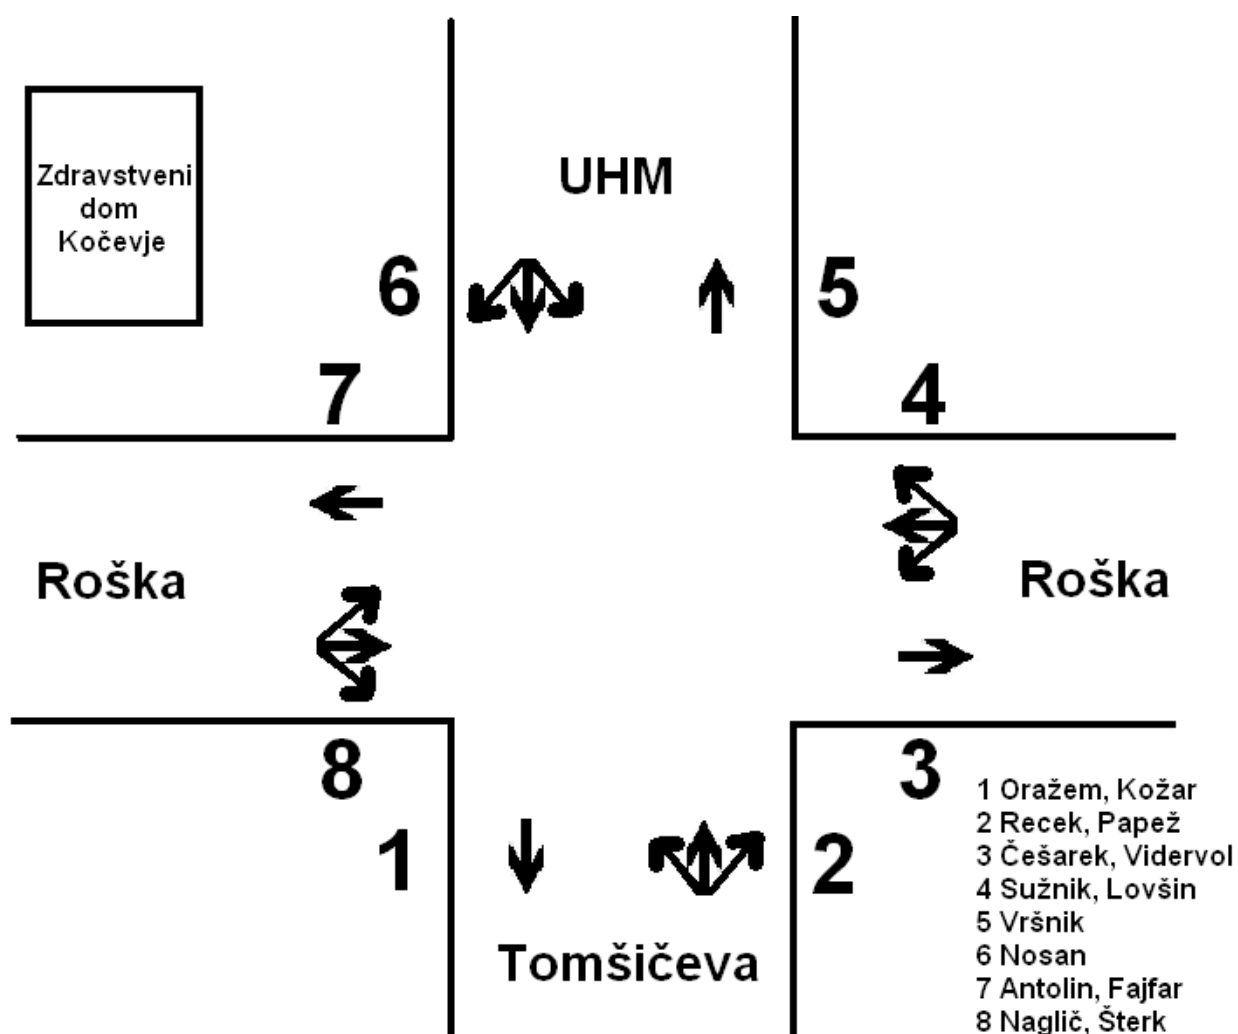 UHM
Zdravstveni
dom
Kočevje
6
5
7
4
Roška
Roška
8
3
1
2
Tomšičeva
1 Oražem, Kožar
2 Recek, Papež
3 Češarek, Vidervol
4 Sužnik, Lovšin
5 Vršnik
6 Nosan
7 Antolin, Fajfar
8 Naglič, Šterk